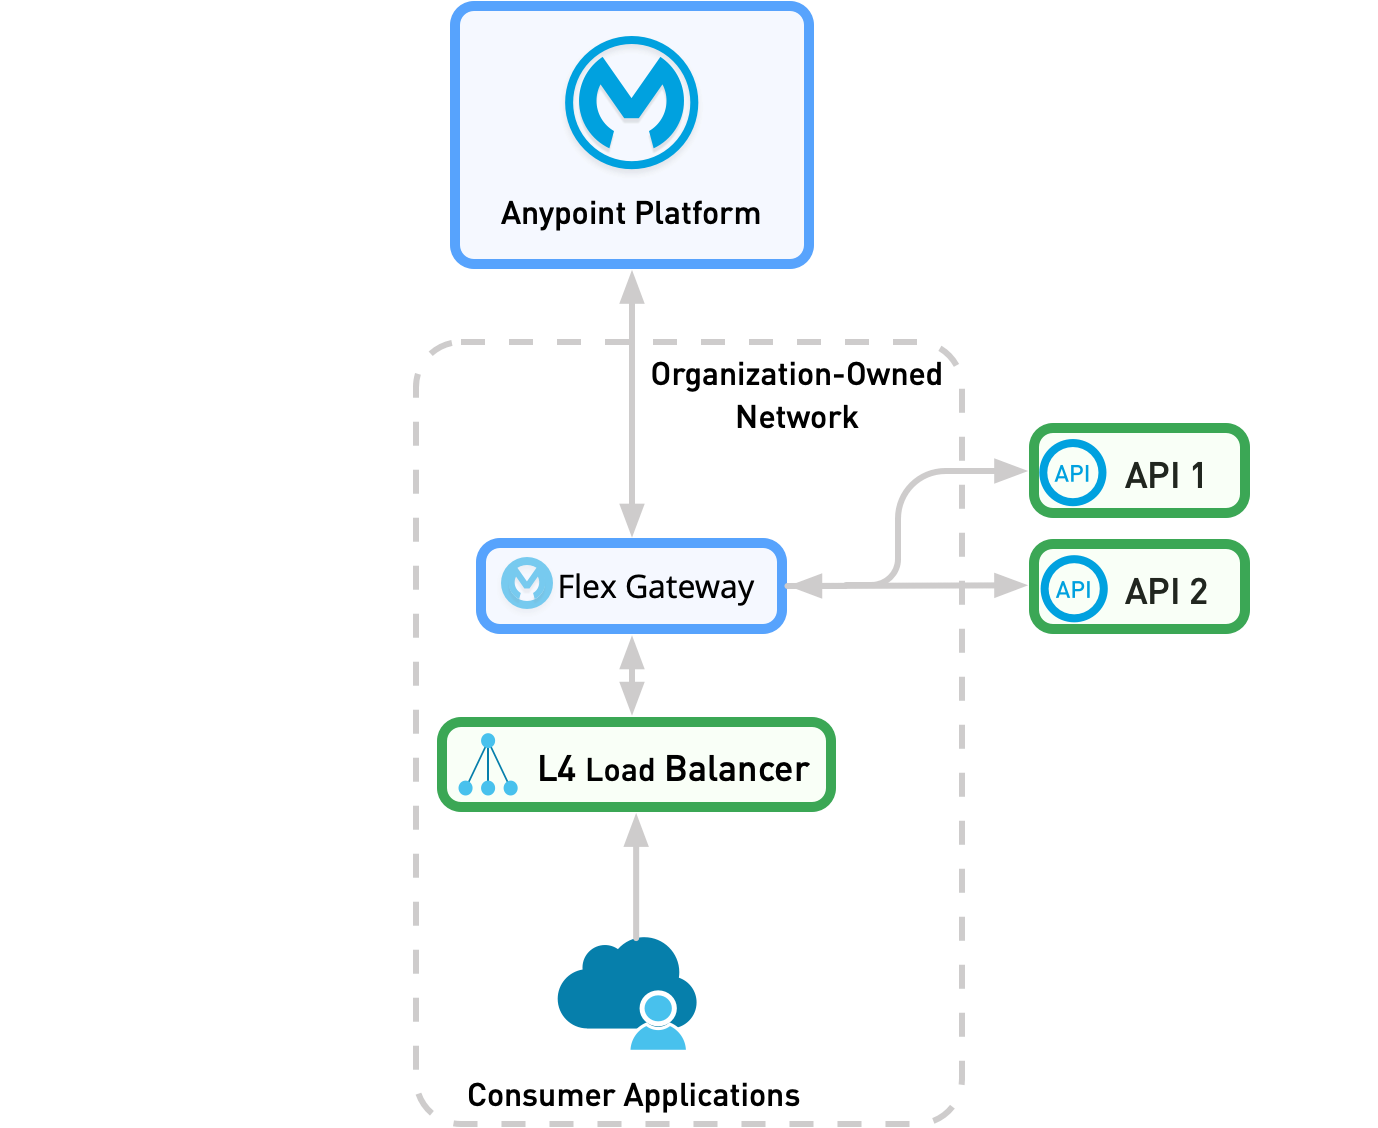 Anypoint Platform
Organization-Owned
Network
API API 1
Flex Gateway
API API 2
L4 Load Balancer
Consumer Applications